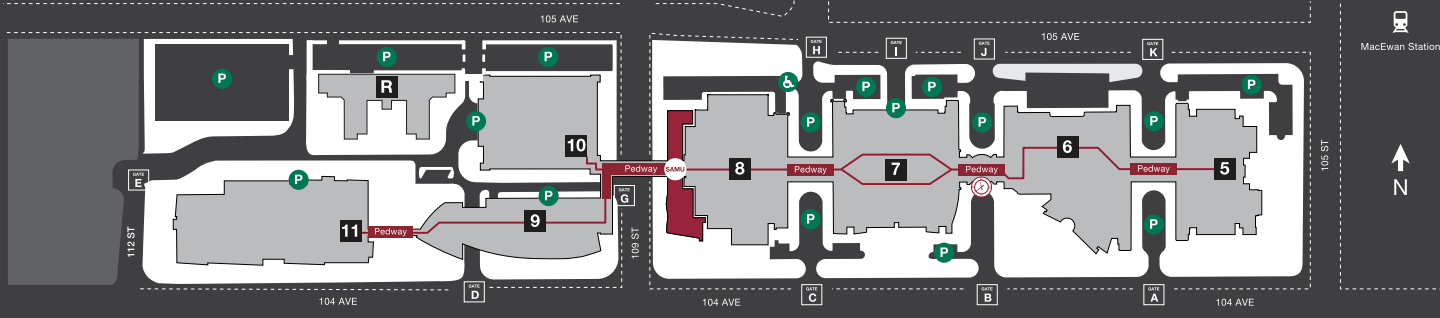 105 AVE
105 AVE
GATE
H
GATE
I
GATE
J
GATE
K
MacEwan Station
P
P
P
P
R
P
P
P
P
P
P
P
P
P
10
8
7
6
5
105 ST
N
Pedway
SAMU
Pedway
Pedway
Pedway
GATE
E
P
P
GATE
G
11
Pedway
9
P
P
P
112 ST
109 ST
GATE
D
GATE
C
GATE
B
GATE
A
104 AVE
104 AVE
104 AVE